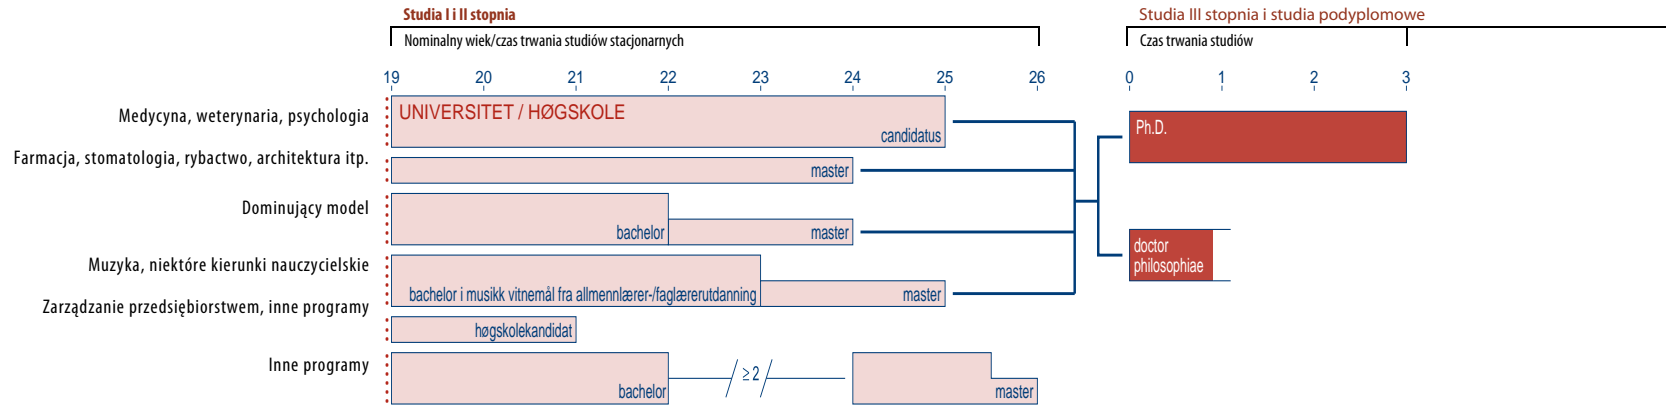 Studia I i II stopnia
Studia III stopnia i studia podyplomowe
Nominalny wiek/czas trwania studiów stacjonarnych
Czas trwania studiów
19 20 21 22 23 24 25 26
0 1 2 3
Medycyna, weterynaria, psychologia
UNIVERSITET / HØGSKOLE
candidatus
Ph.D.
Farmacja, stomatologia, rybactwo, architektura itp.
master
Dominujący model
bachelor
master
doctor
philosophiae
Muzyka, niektóre kierunki nauczycielskie
bachelor i musikk vitnemål fra allmennlærer-/faglærerutdanning
master
Zarządzanie przedsiębiorstwem, inne programy
høgskolekandidat
Inne programy
bachelor
≥ 2
master